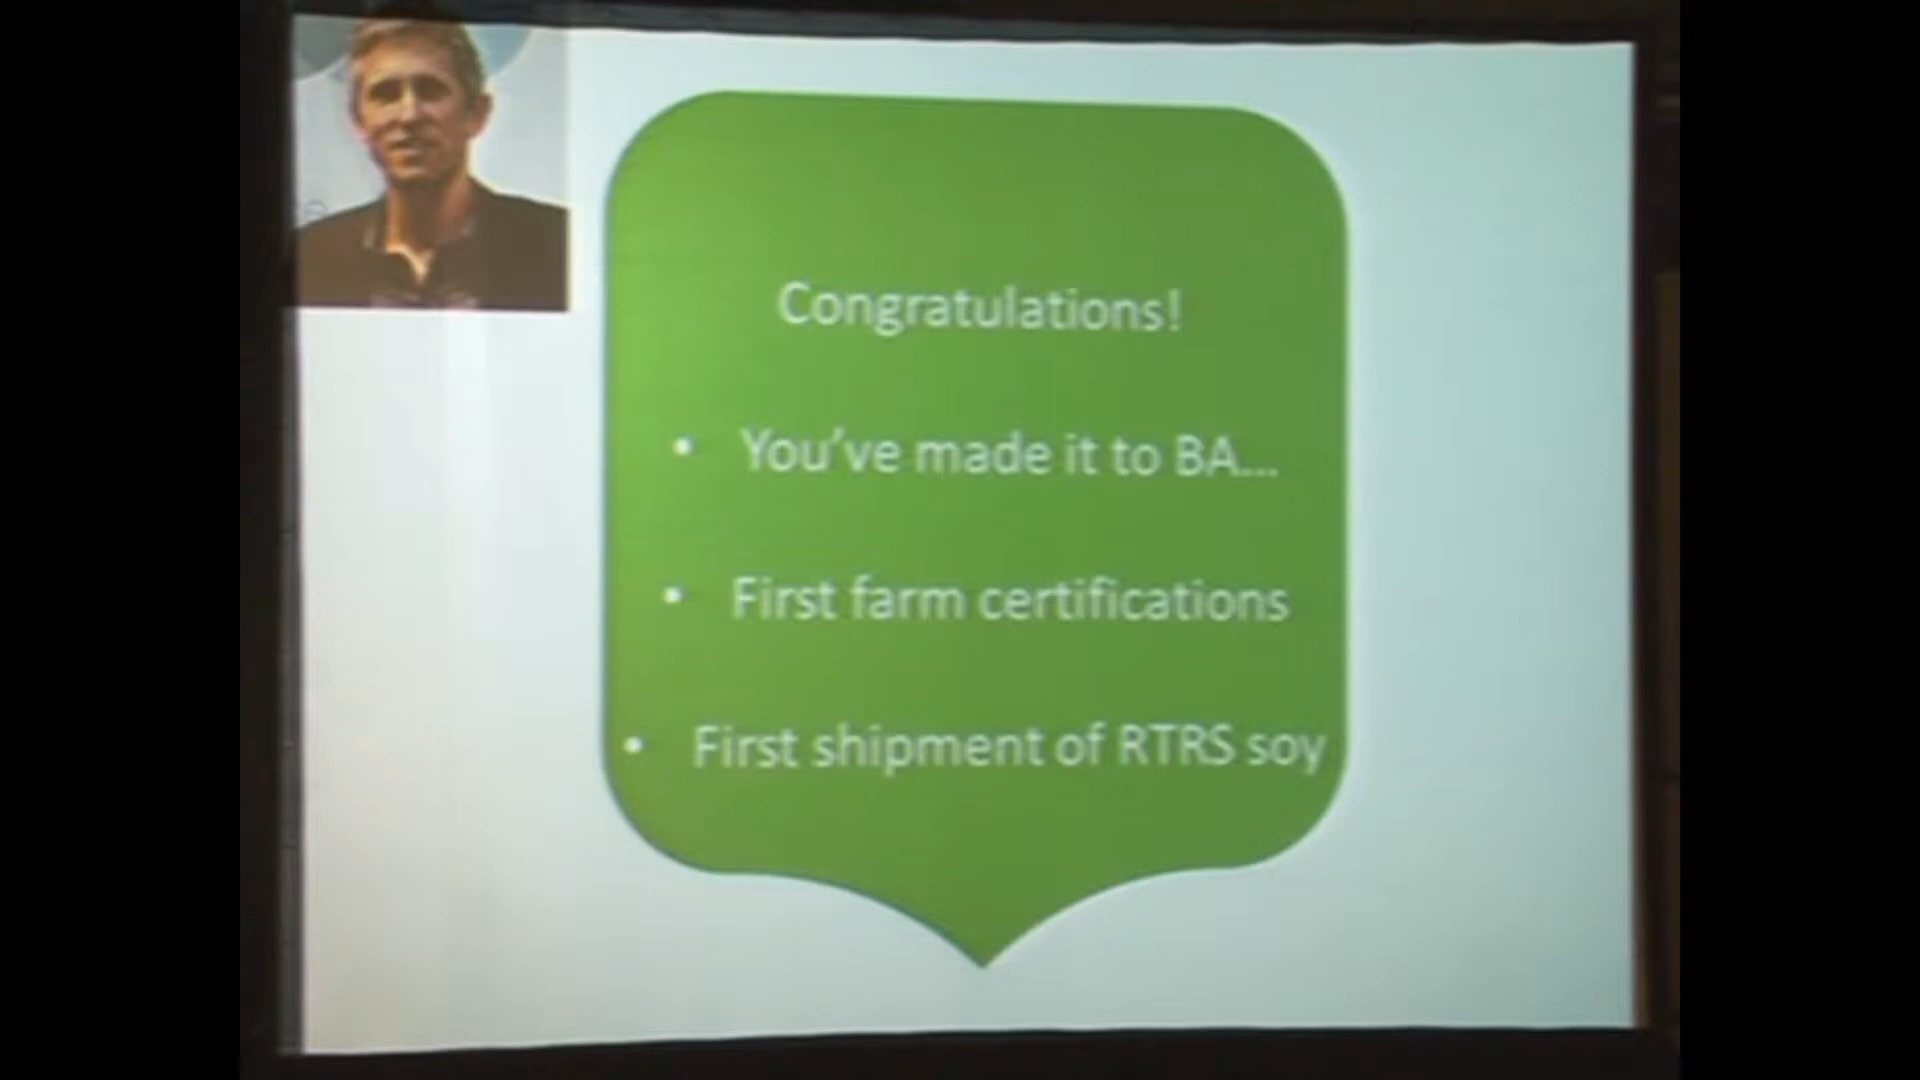 Congratulations!
• You've made it to BA...
• First farm certifications
• First shipment of RTRS soy